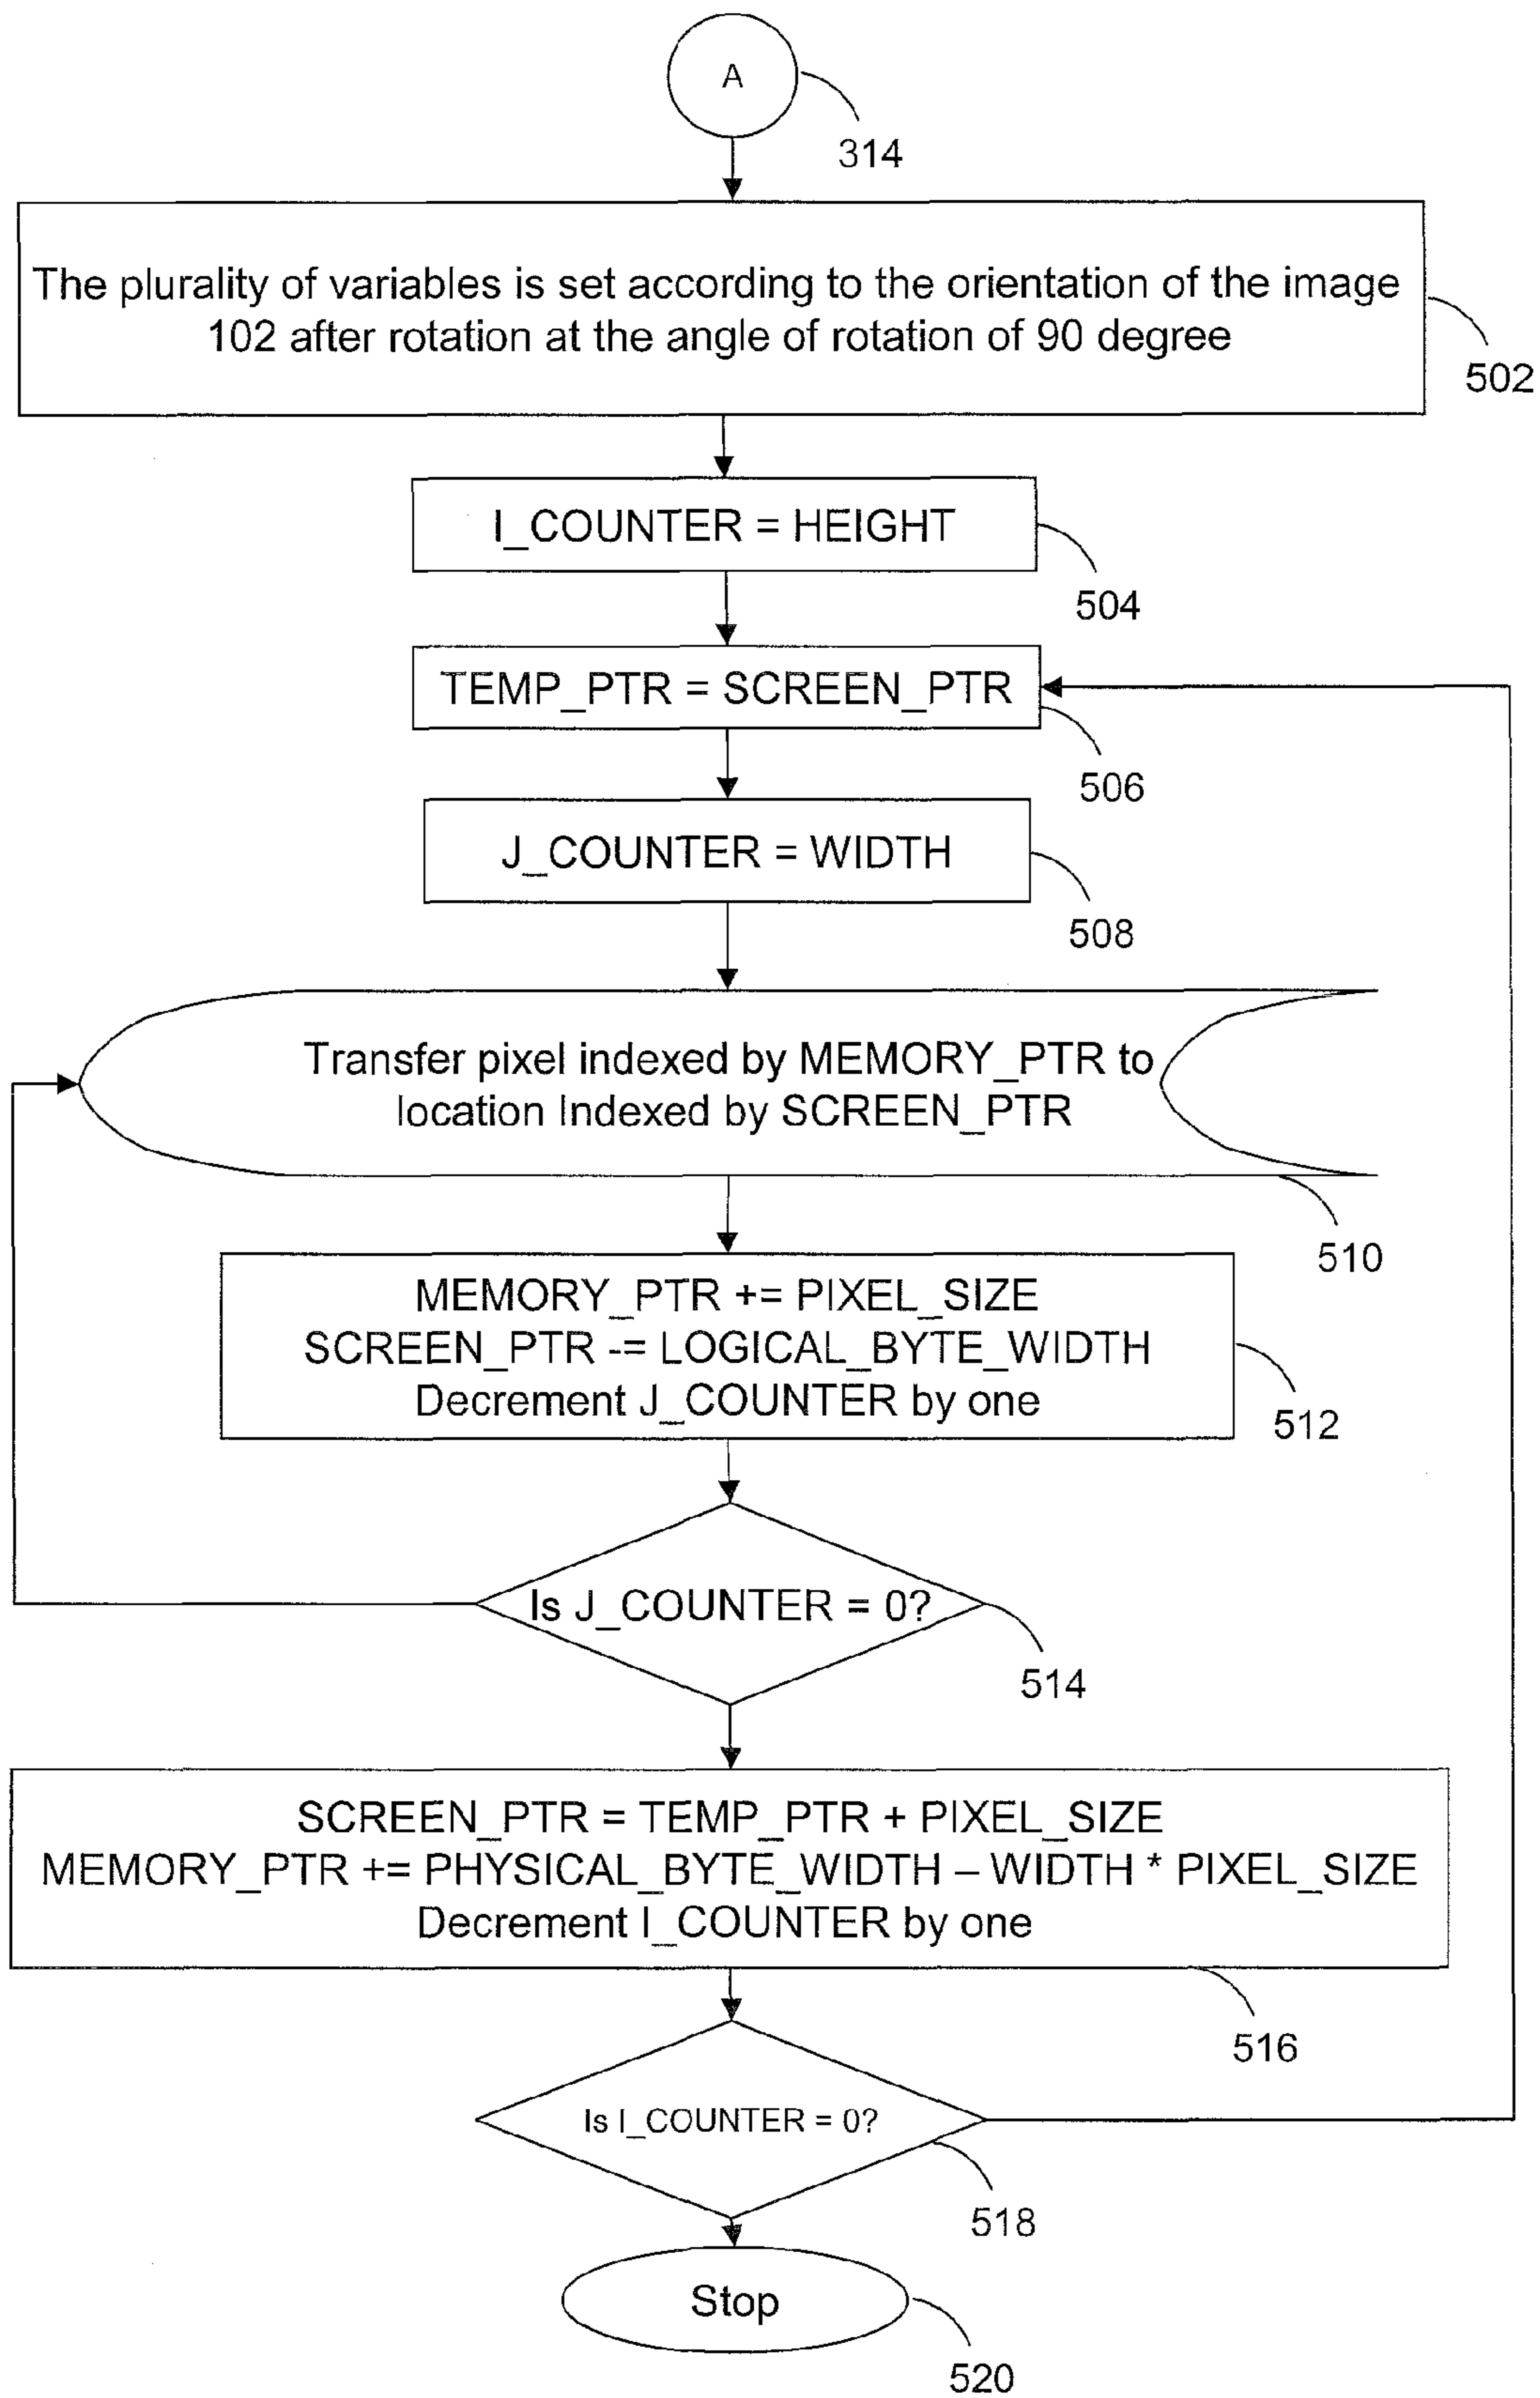 A
314
The plurality of variables is set according to the orientation of the image
102 after rotation at the angle of rotation of 90 degree
502
I_COUNTER = HEIGHT
504
TEMP_PTR = SCREEN_PTR
506
J_COUNTER = WIDTH
508
Transfer pixel indexed by MEMORY_PTR to
location Indexed by SCREEN_PTR
510
MEMORY_PTR += PIXEL_SIZE
SCREEN_PTR -= LOGICAL_BYTE_WIDTH
Decrement J_COUNTER by one
512
Is J_COUNTER = 0?
514
SCREEN_PTR = TEMP_PTR + PIXEL_SIZE
MEMORY_PTR += PHYSICAL_BYTE_WIDTH – WIDTH * PIXEL_SIZE
Decrement I_COUNTER by one
516
Is I_COUNTER = 0?
518
Stop
520